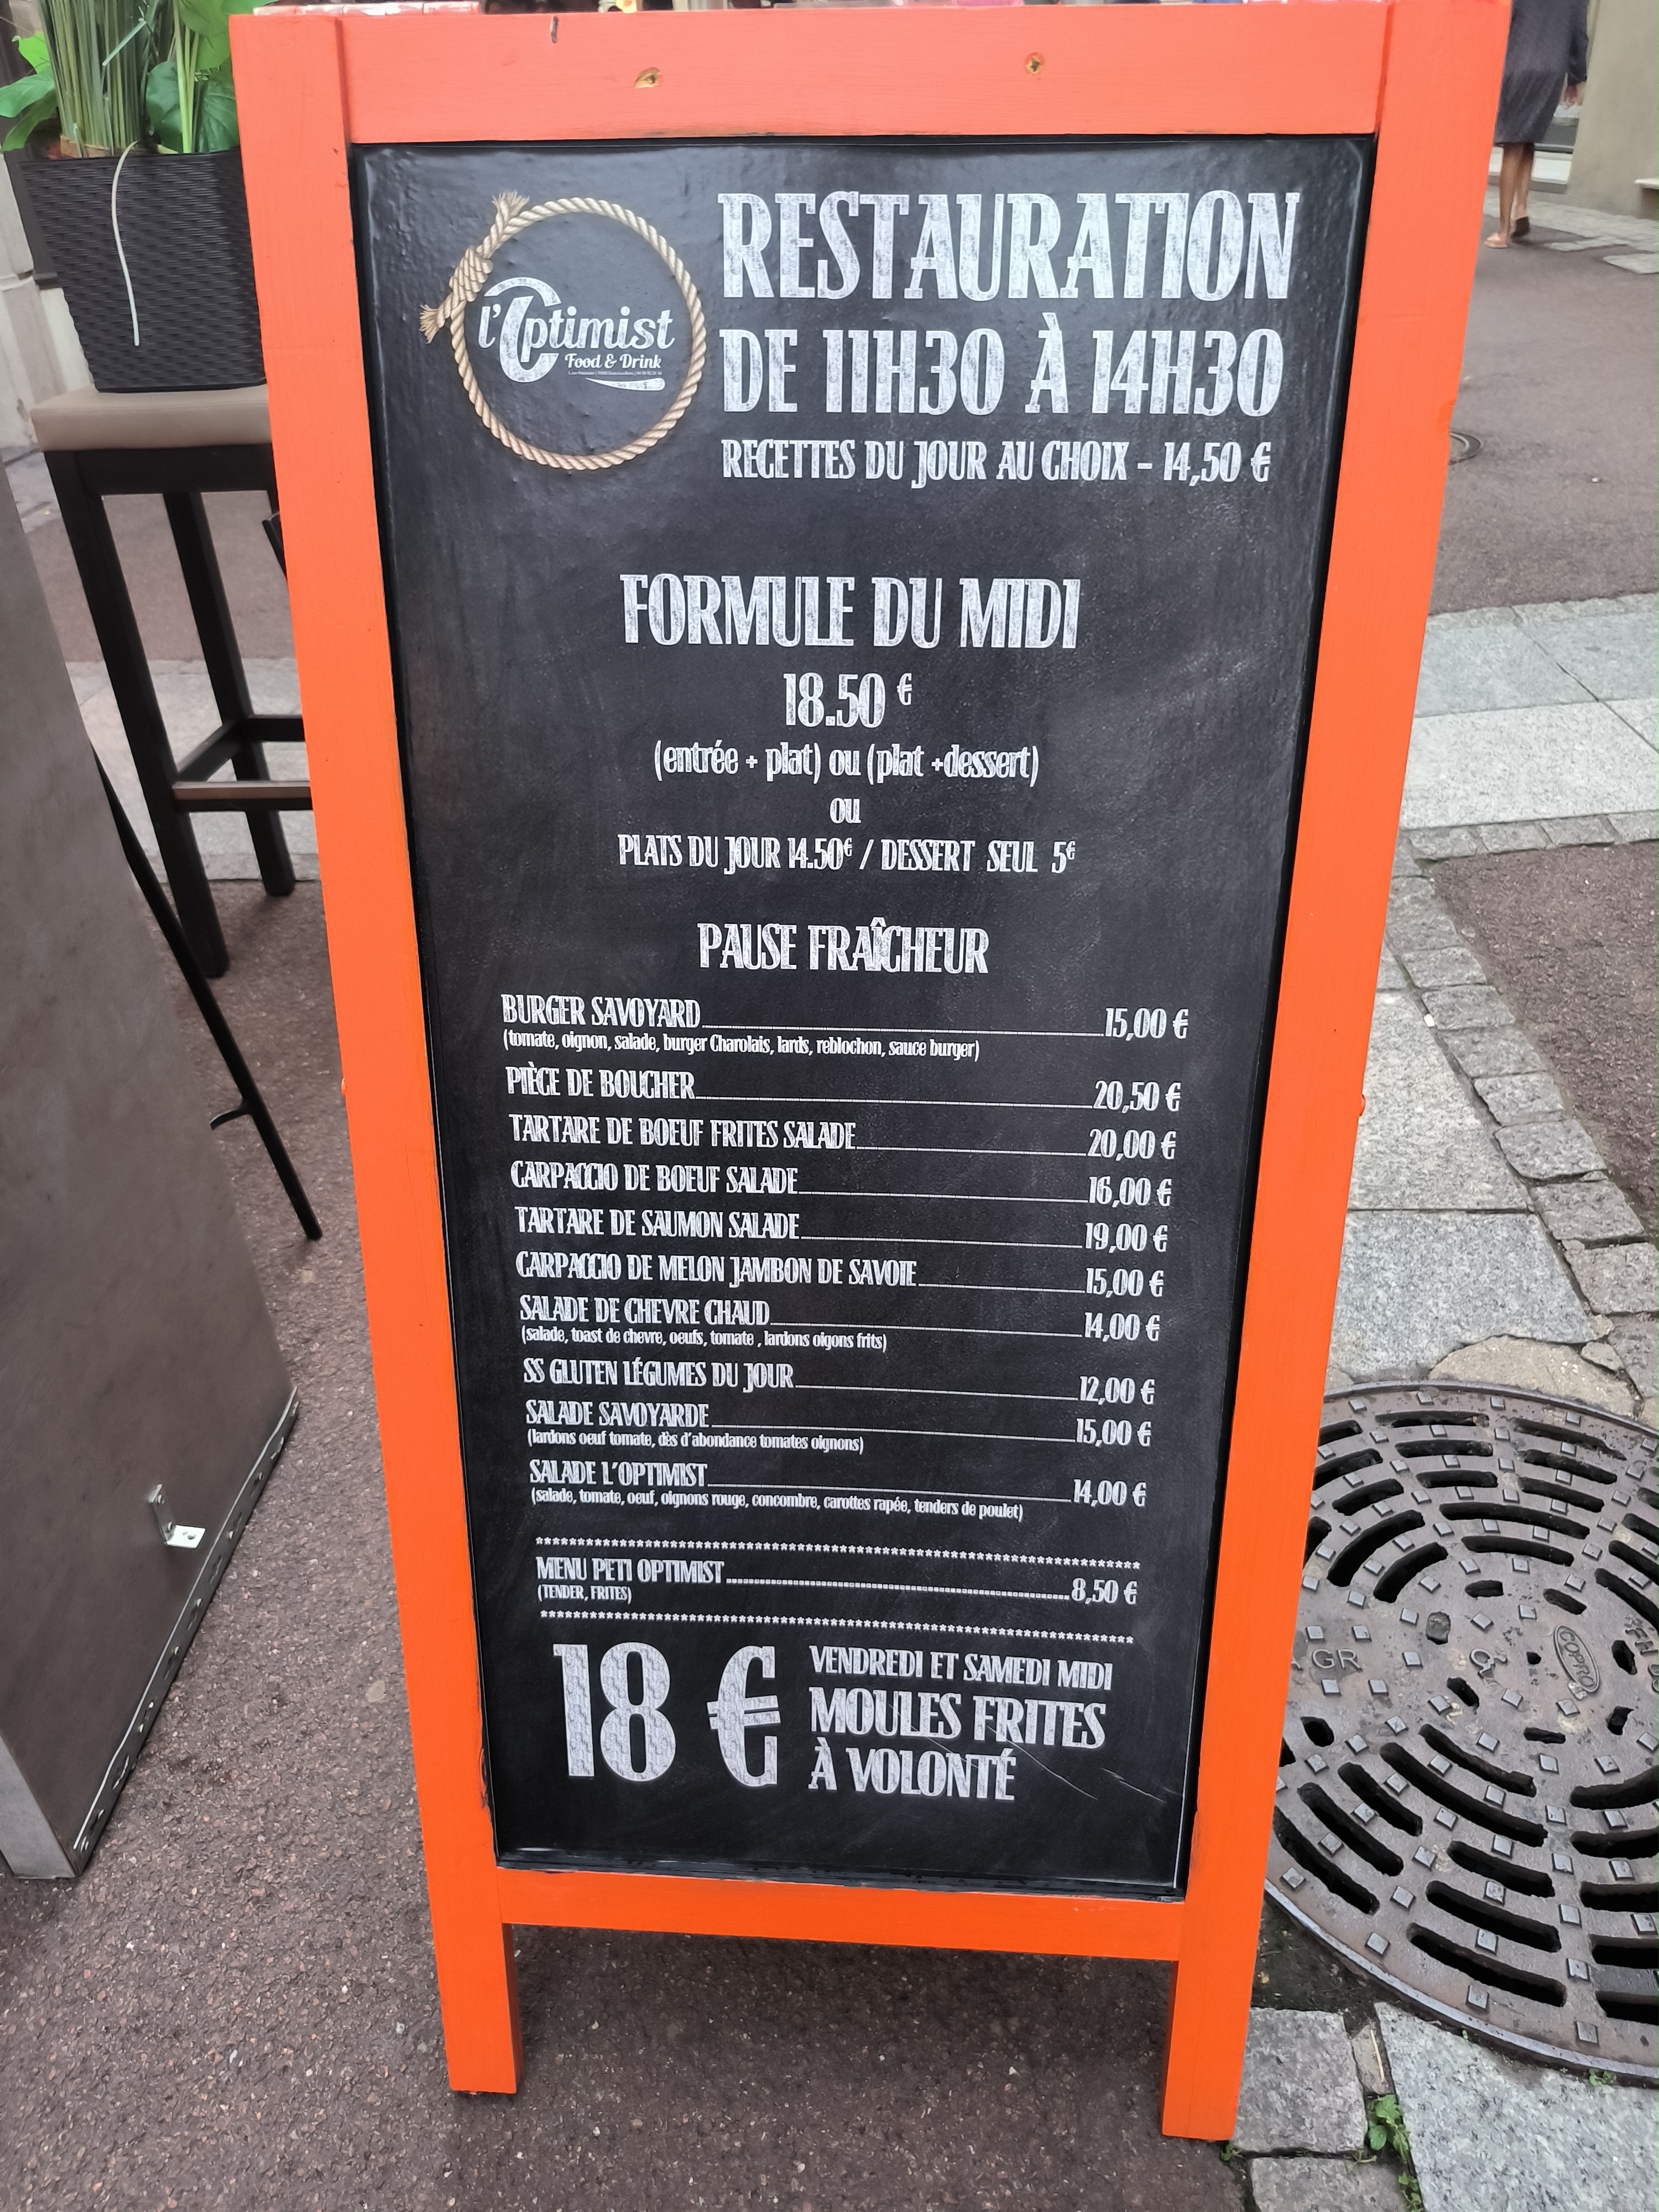 l'Optimist
Food & Drink
RESTAURATION
DE 11H30 À 14H30
RECETTES DU JOUR AU CHOIX - 14,50 €
FORMULE DU MIDI
18.50 €
(entrée + plat) ou (plat +dessert)
ou
PLATS DU JOUR 14.50€ / DESSERT SEUL 5€
PAUSE FRAÎCHEUR
BURGER SAVOYARD 15,00 €
(tomate, oignon, salade, burger Charolais, lards, reblochon, sauce burger)
PIÈCE DE BOUCHER 20,50 €
TARTARE DE BOEUF FRITES SALADE 20,00 €
CARPACCIO DE BOEUF SALADE 16,00 €
TARTARE DE SAUMON SALADE 19,00 €
CARPACCIO DE MELON JAMBON DE SAVOIE 15,00 €
SALADE DE CHEVRE CHAUD 14,00 €
(salade, toast de chevre, oeufs, tomate , lardons oigons frits)
SS GLUTEN LÉGUMES DU JOUR 12,00 €
SALADE SAVOYARDE 15,00 €
(lardons oeuf tomate, dès d'abondance tomates oignons)
SALADE L'OPTIMIST 14,00 €
(salade, tomate, oeuf, oignons rouge, concombre, carottes rapée, tenders de poulet)
MENU PETI OPTIMIST 8,50 €
(TENDER, FRITES)
18 €
VENDREDI ET SAMEDI MIDI
MOULES FRITES
À VOLONTÉ
GR
COPRO